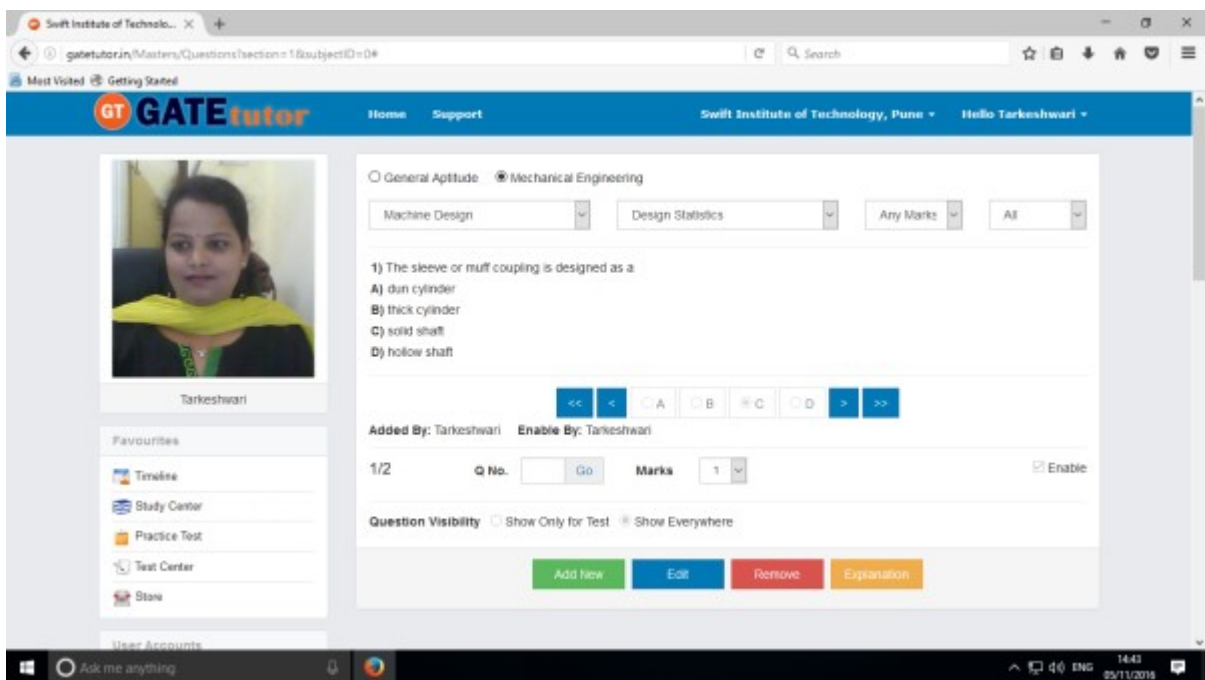 Swift Institute of Technolo...
gatetutor.in/Masters/Questions?section=1&subjectID=0#
Search
Most Visited Getting Started
GT GATEtutor Home Support Swift Institute of Technology, Pune Hello Tarkeshwari
General Aptitude Mechanical Engineering
Machine Design Design Statistics Any Marks All
1) The sleeve or muff coupling is designed as a
A) dun cylinder
B) thick cylinder
C) solid shaft
D) hollow shaft
<< < A B C D > >>
Added By: Tarkeshwari Enable By: Tarkeshwari
1/2 Q No. Go Marks 1 Enable
Question Visibility Show Only for Test Show Everywhere
Add New Edit Remove Explanation
Tarkeshwari
Favourites
Timeline
Study Center
Practice Test
Test Center
Store
User Accounts
Ask me anything
ENG 14:43
05/11/2016